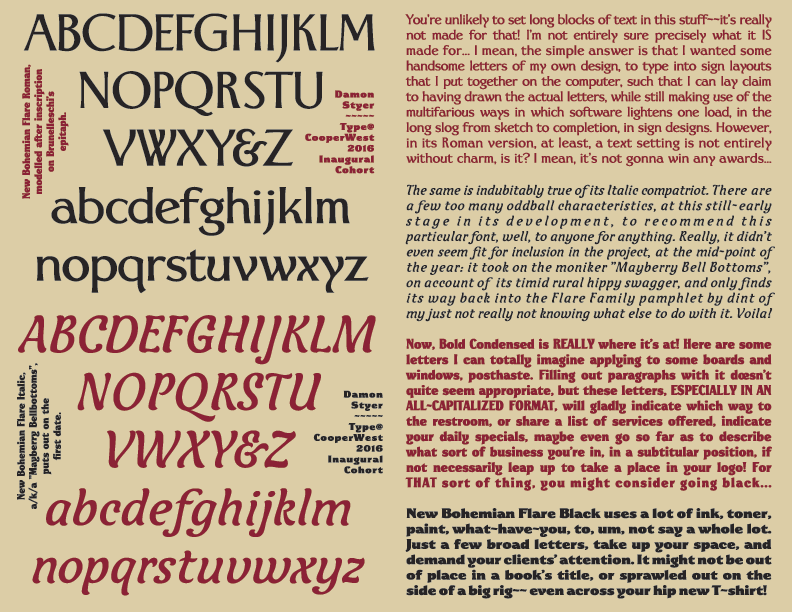 ABCDEFGHIJKLM
NOPQRSTU
VWXY&Z
abcdefghijklm
nopqrstuvwxyz
New Bohemian Flare Roman,
modelled after inscription
on Brunelleschi's
epitaph.
Damon
Styer
~~~~~
Type@
CooperWest
2016
Inaugural
Cohort
ABCDEFGHIJKLM
NOPQRSTU
VWXY&Z
abcdefghijklm
nopqrstuvwxyz
New Bohemian Flare Italic,
a/k/a "Mayberry Bellbottoms",
puts out on the
first date.
Damon
Styer
~~~~~
Type@
CooperWest
2016
Inaugural
Cohort
You're unlikely to set long blocks of text in this stuff~~it's really
not made for that! I'm not entirely sure precisely what it IS
made for... I mean, the simple answer is that I wanted some
handsome letters of my own design, to type into sign layouts
that I put together on the computer, such that I can lay claim
to having drawn the actual letters, while still making use of the
multifarious ways in which software lightens one load, in the
long slog from sketch to completion, in sign designs. However,
in its Roman version, at least, a text setting is not entirely
without charm, is it? I mean, it's not gonna win any awards...
The same is indubitably true of its Italic compatriot. There are
a few too many oddball characteristics, at this still~early
stage in its development, to recommend this
particular font, well, to anyone for anything. Really, it didn't
even seem fit for inclusion in the project, at the mid~point of
the year: it took on the moniker "Mayberry Bell Bottoms",
on account of its timid rural hippy swagger, and only finds
its way back into the Flare Family pamphlet by dint of
my just not really not knowing what else to do with it. Voila!
Now, Bold Condensed is REALLY where it's at! Here are some
letters I can totally imagine applying to some boards and
windows, posthaste. Filling out paragraphs with it doesn't
quite seem appropriate, but these letters, ESPECIALLY IN AN
ALL~CAPITALIZED FORMAT, will gladly indicate which way to
the restroom, or share a list of services offered, indicate
your daily specials, maybe even go so far as to describe
what sort of business you're in, in a subtitular position, if
not necessarily leap up to take a place in your logo! For
THAT sort of thing, you might consider going black...
New Bohemian Flare Black uses a lot of ink, toner,
paint, what~have~you, to, um, not say a whole lot.
Just a few broad letters, take up your space, and
demand your clients' attention. It might not be out
of place in a book's title, or sprawled out on the
side of a big rig~~ even across your hip new T~shirt!